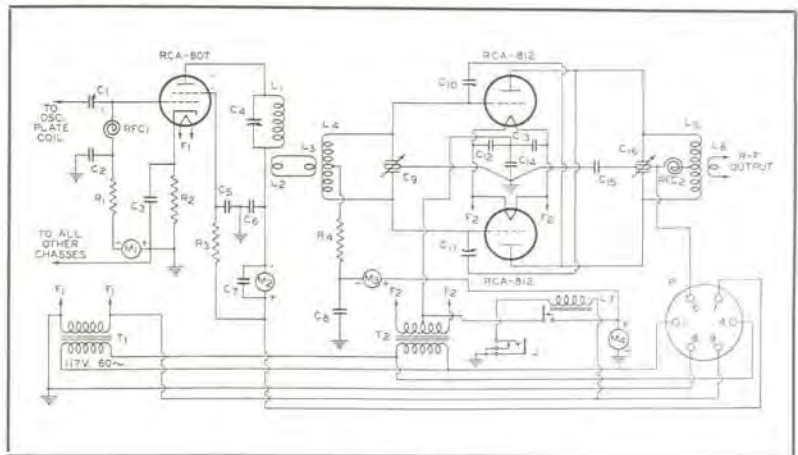 RCA-807
RCA-812
L1
C1
C10
C4
L4
L5
L6
TO
OSC.
PLATE
COIL
RFC1
F1
L3
C12
C13
C14
C16
R-F
OUTPUT
C2
L2
C9
C15
RFC2
R1
C3
R2
C5
C6
F2
F2
R3
R4
C11
TO ALL
OTHER
CHASSES
M1
C7
M2
RCA-812
M3
F1
F1
F2
F2
L7
P
C8
M4
T1
T2
J
117V. 60~